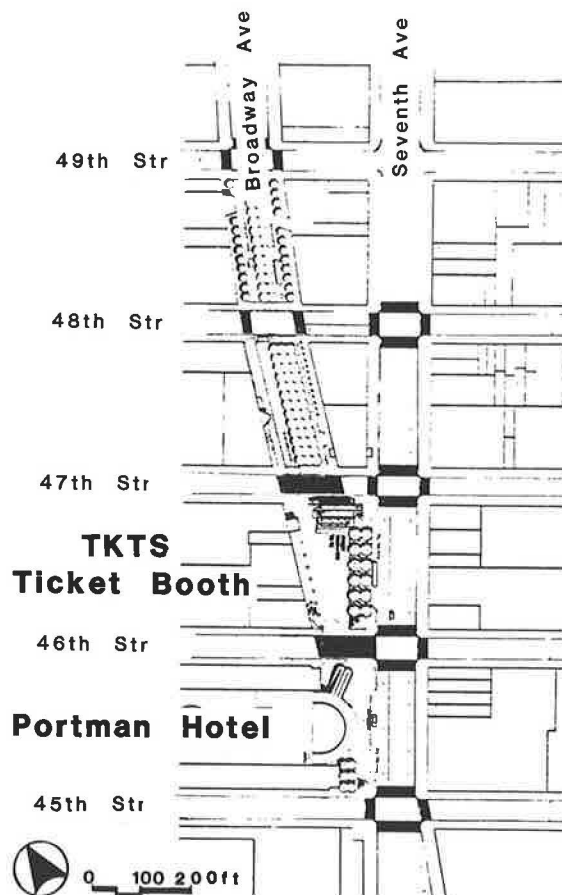 Broadway Ave
Seventh Ave
49th Str
48th Str
47th Str
TKTS
Ticket Booth
46th Str
Portman Hotel
45th Str
0 100 200ft